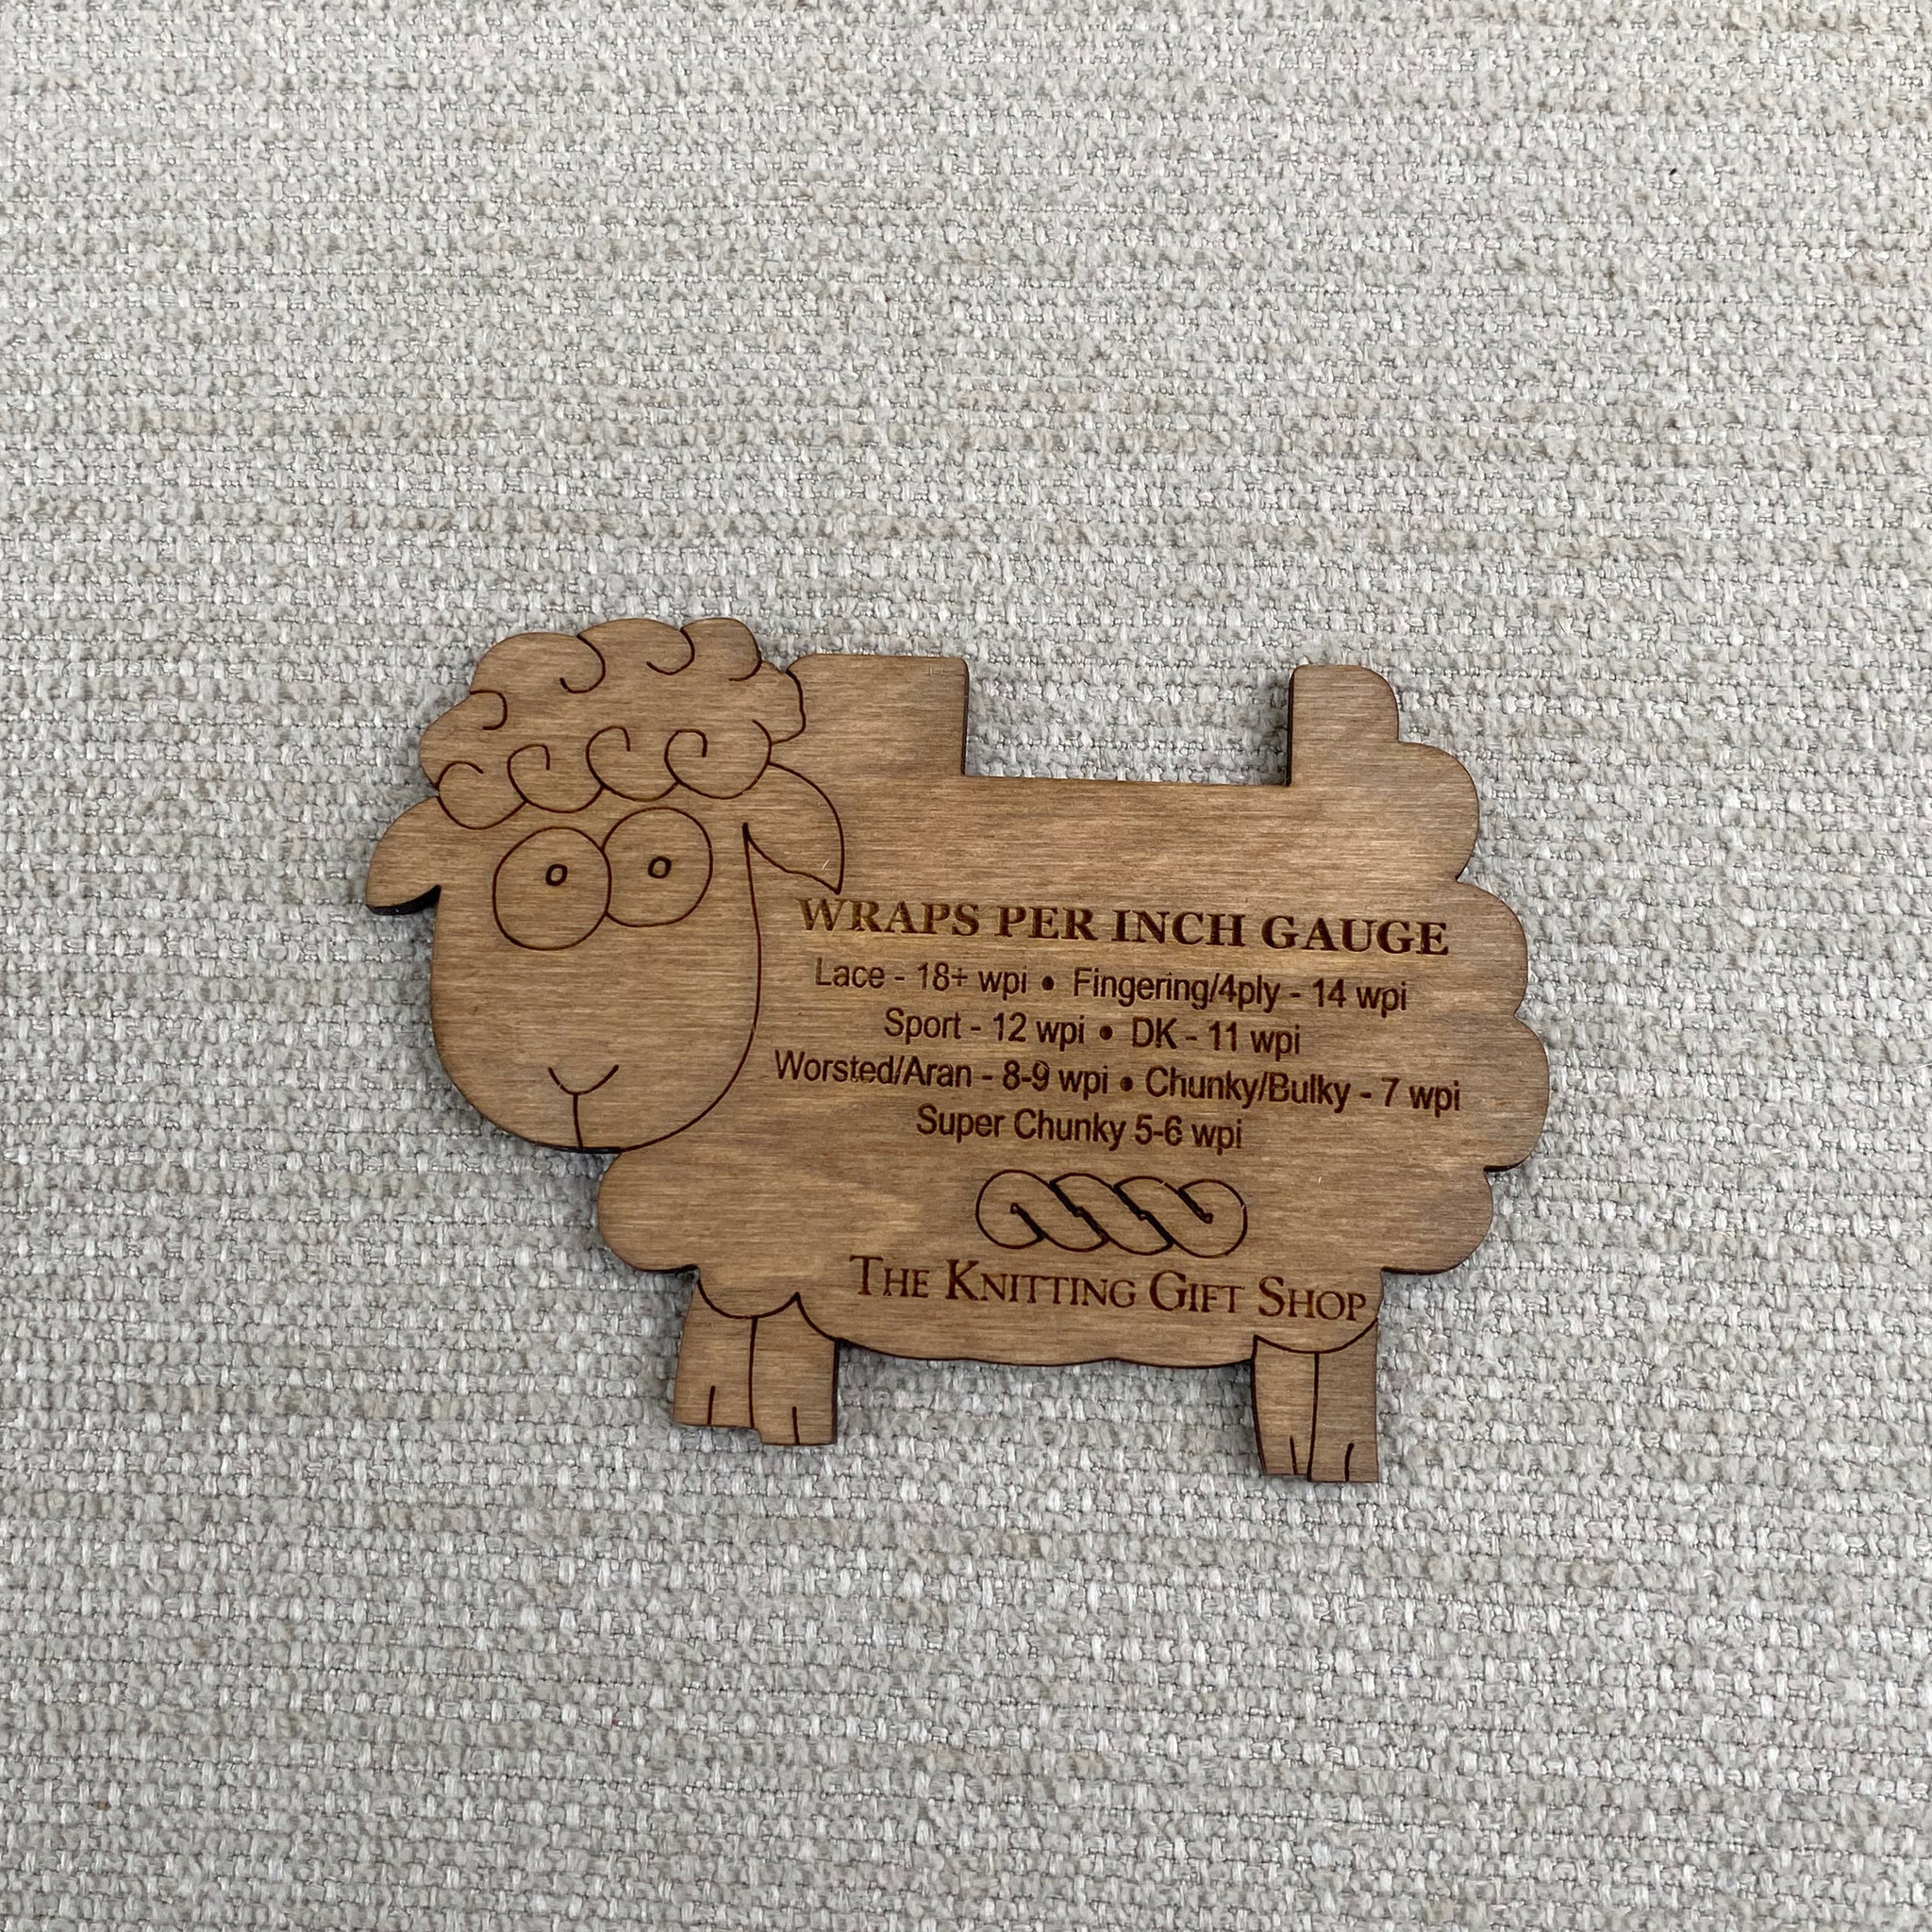 WRAPS PER INCH GAUGE
Lace - 18+ wpi • Fingering/4ply - 14 wpi
Sport - 12 wpi • DK - 11 wpi
Worsted/Aran - 8-9 wpi • Chunky/Bulky - 7 wpi
Super Chunky 5-6 wpi
THE KNITTING GIFT SHOP